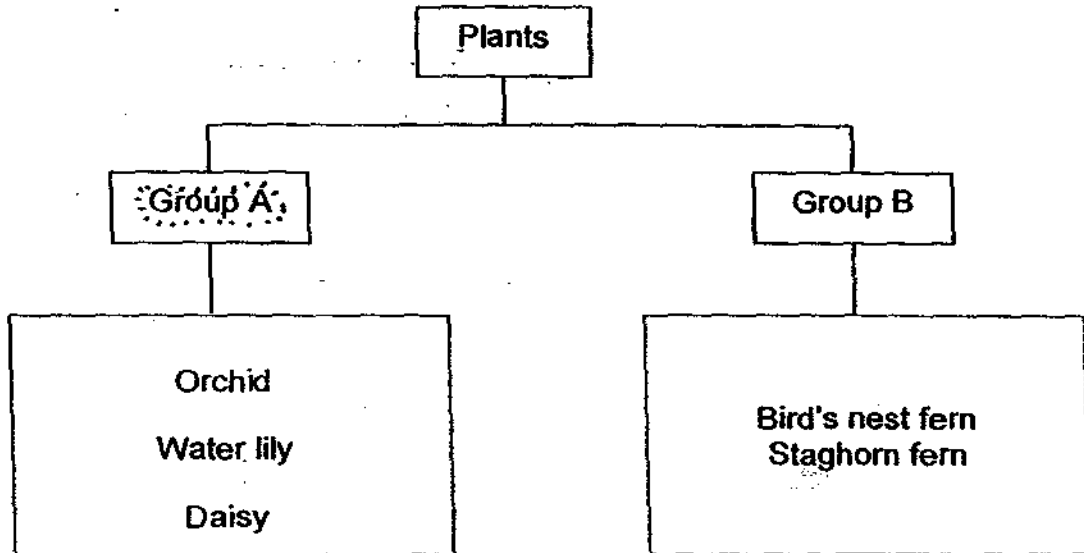 Plants
Group A
Group B
Orchid
Water lily
Daisy
Bird's nest fern
Staghorn fern